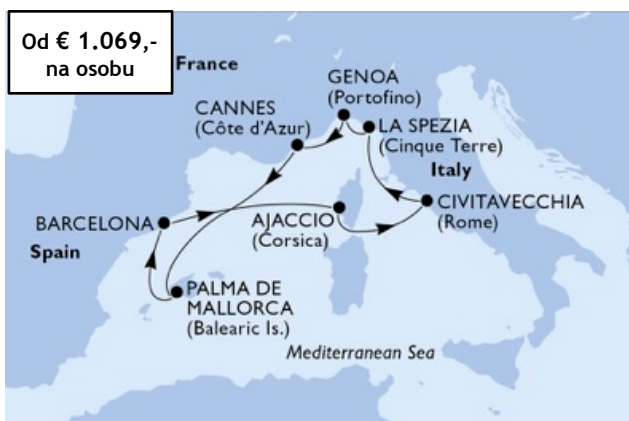 Od € 1.069,-
na osobu
France
GENOA
(Portofino)
CANNES
(Côte d'Azur)
LA SPEZIA
(Cinque Terre)
Italy
CIVITAVECCHIA
(Rome)
BARCELONA
AJACCIO
(Corsica)
Spain
PALMA DE
MALLORCA
(Balearic Is.)
Mediterranean Sea